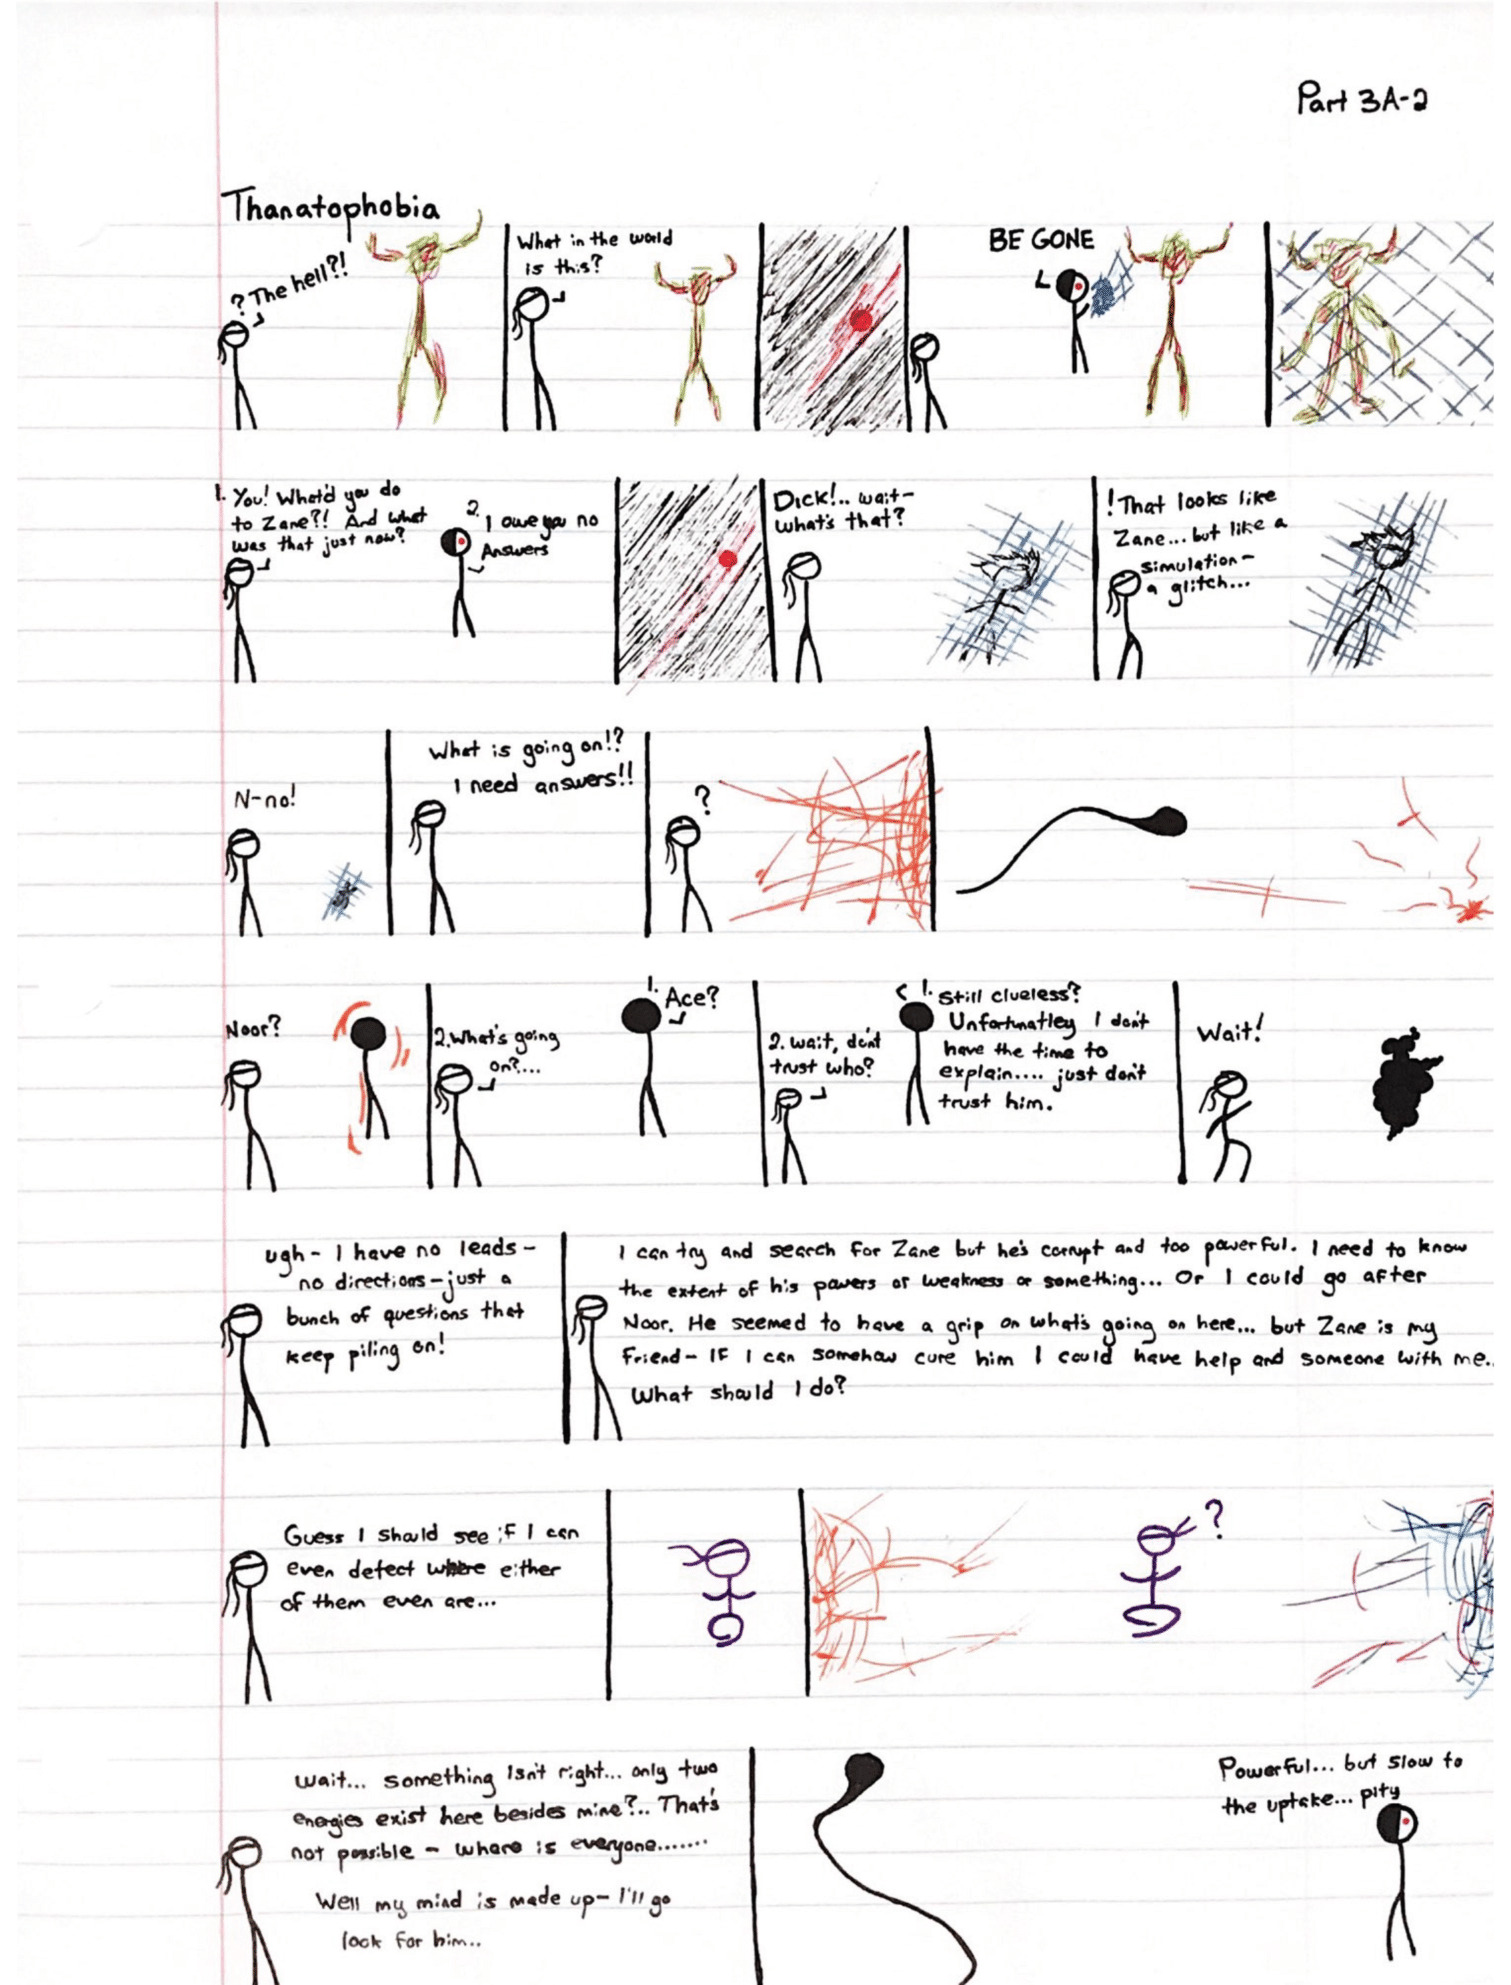 Part 3A-2
Thanatophobia
? The hell?!
What in the world
is this?
BE GONE
1. You! What'd you do
to Zane?! And what
was that just now?
2. I owe you no
Answers
Dick!.. wait-
what's that?
! That looks like
Zane... but like a
simulation-
a glitch...
N-no!
What is going on!?
I need answers!!
?
Noor?
1. Ace?
2. What's going
on?....
1. Still clueless?
Unfortunatley I don't
have the time to
explain.... just don't
trust him.
2. wait, don't
trust who?
Wait!
ugh- I have no leads-
no directions-just a
bunch of questions that
keep piling on!
I can try and search for Zane but he's corrupt and too powerful. I need to know
the extent of his powers or weakness or something... Or I could go after
Noor. He seemed to have a grip on what's going on here... but Zane is my
friend- IF I can somehow cure him I could have help and someone with me..
What should I do?
Guess I should see if I can
even detect where either
of them even are...
?
Wait... something isn't right... only two
energies exist here besides mine?.. That's
not possible - where is everyone.......
Well my mind is made up- I'll go
look for him..
Powerful... but slow to
the uptake... pity